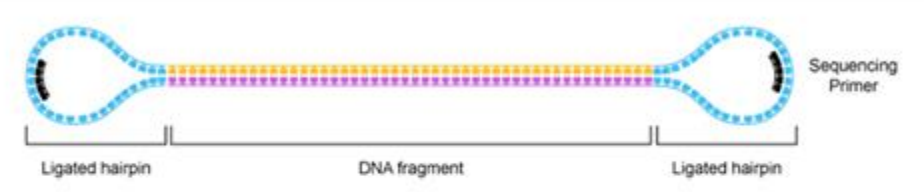 Sequencing
Primer
Ligated hairpin
DNA fragment
Ligated hairpin